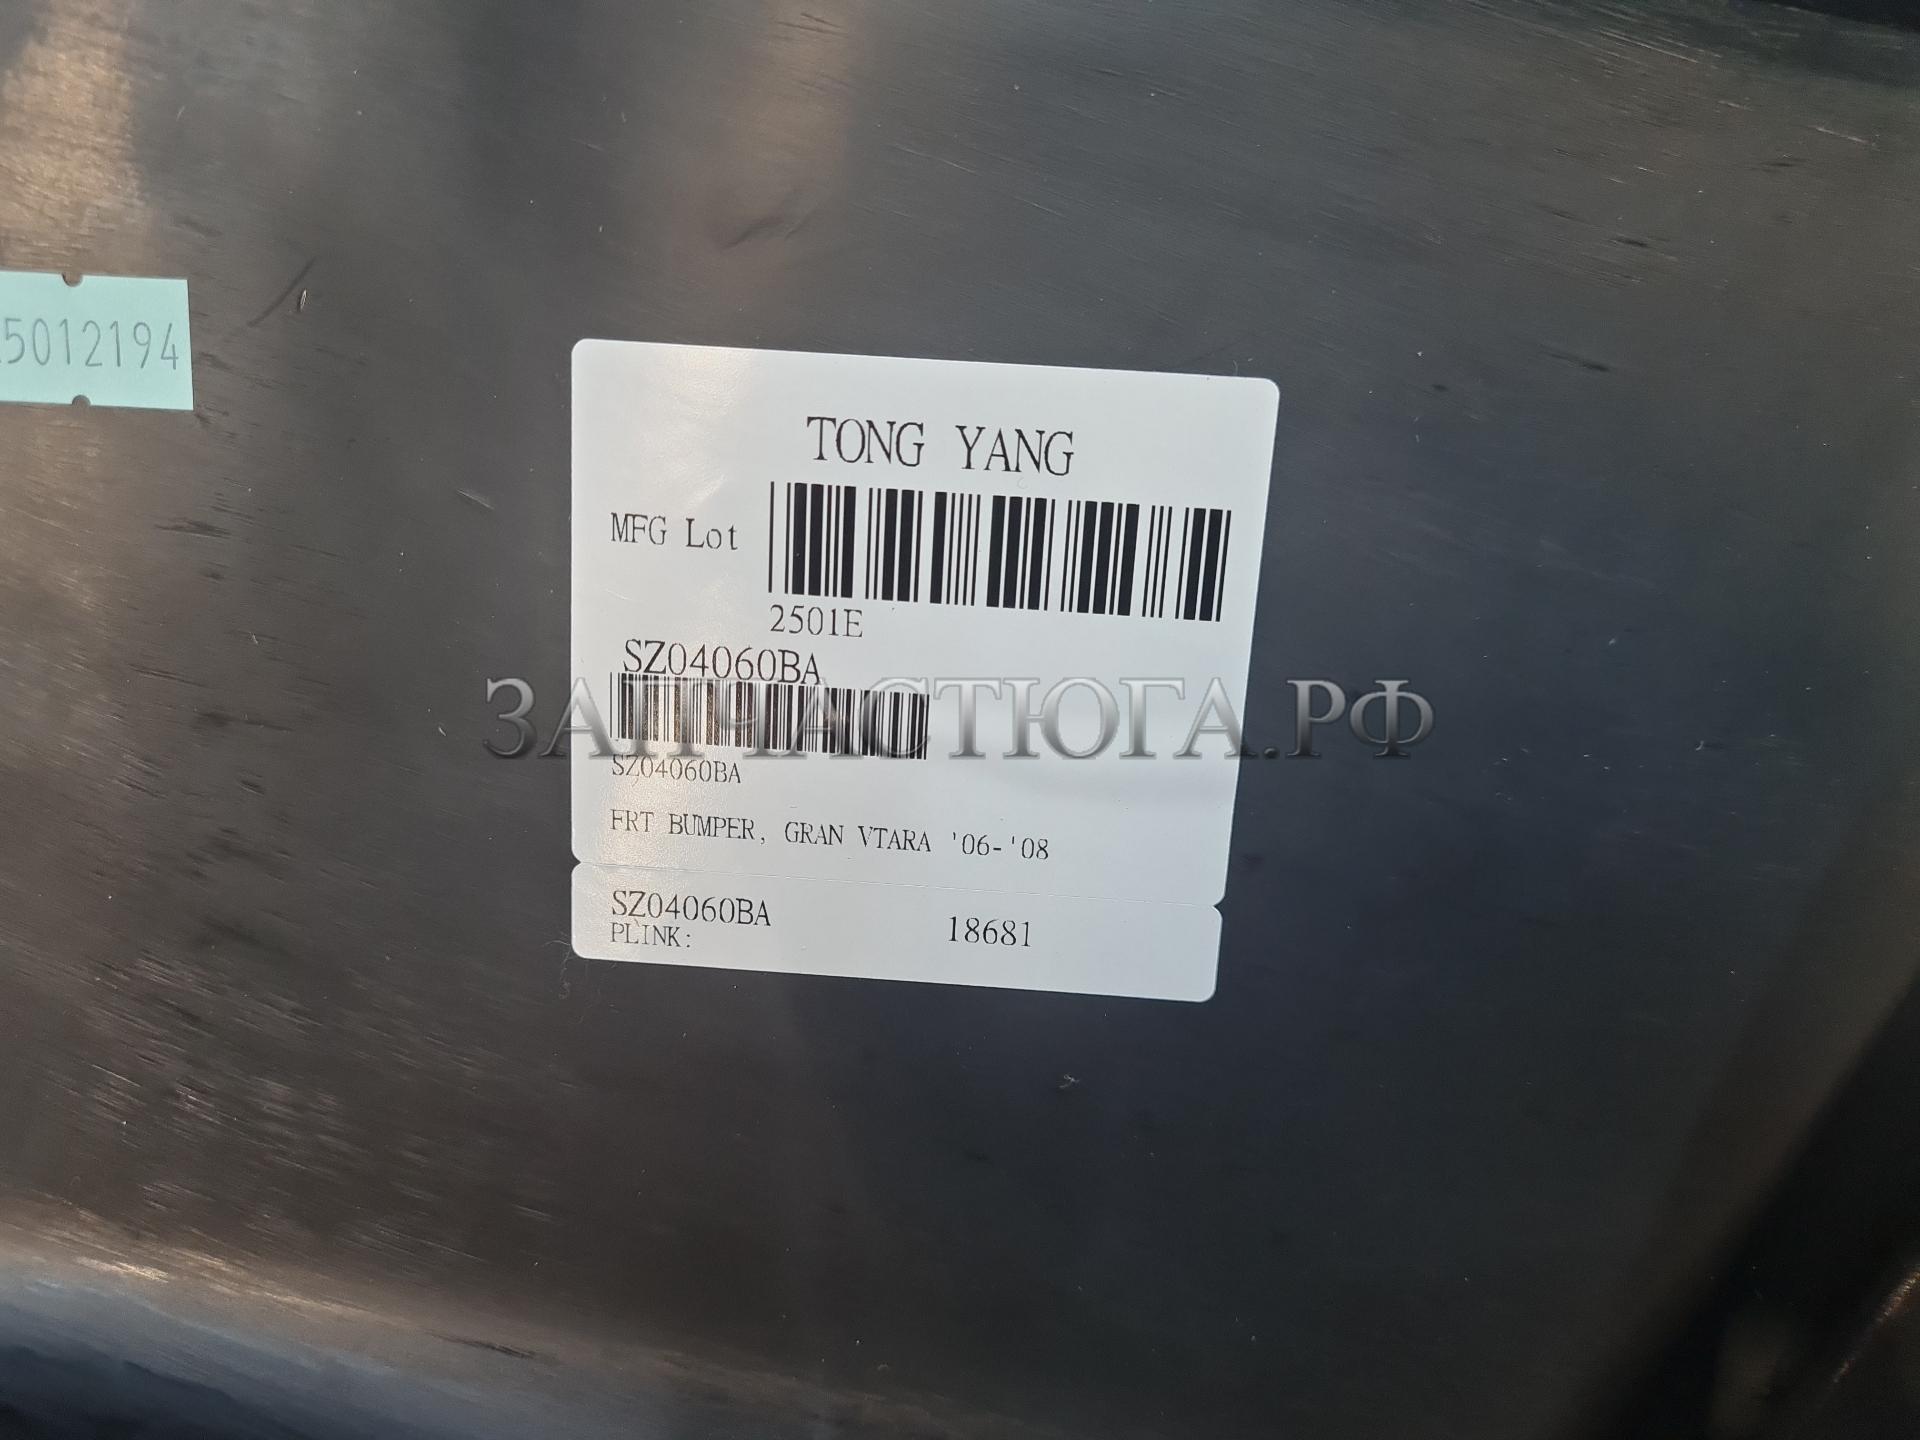 5012194
TONG YANG
MFG Lot
2501E
SZ04060BA
ЗАПЧАСТЮГА.РФ
SZ04060BA
FRT BUMPER, GRAN VTARA '06-'08
SZ04060BA 18681
PLINK: